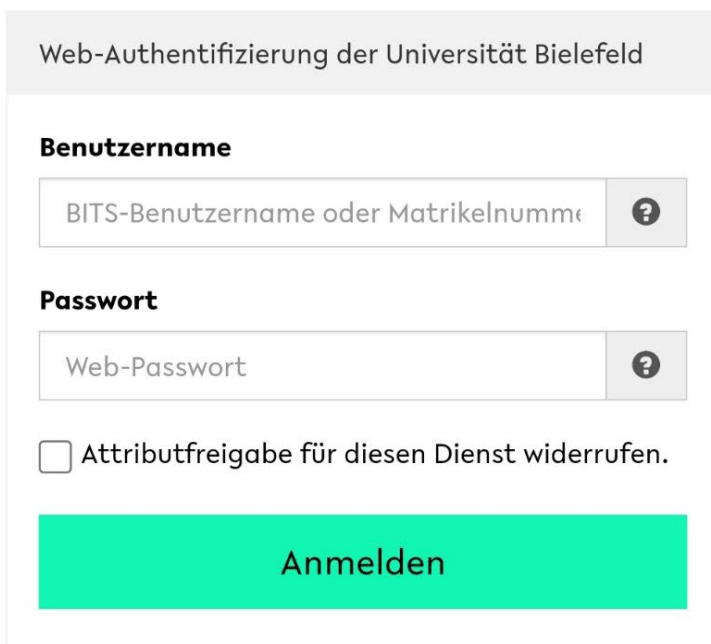 Web-Authentifizierung der Universität Bielefeld
Benutzername
BITS-Benutzername oder Matrikelnumme
?
Passwort
Web-Passwort
?
Attributfreigabe für diesen Dienst widerrufen.
Anmelden